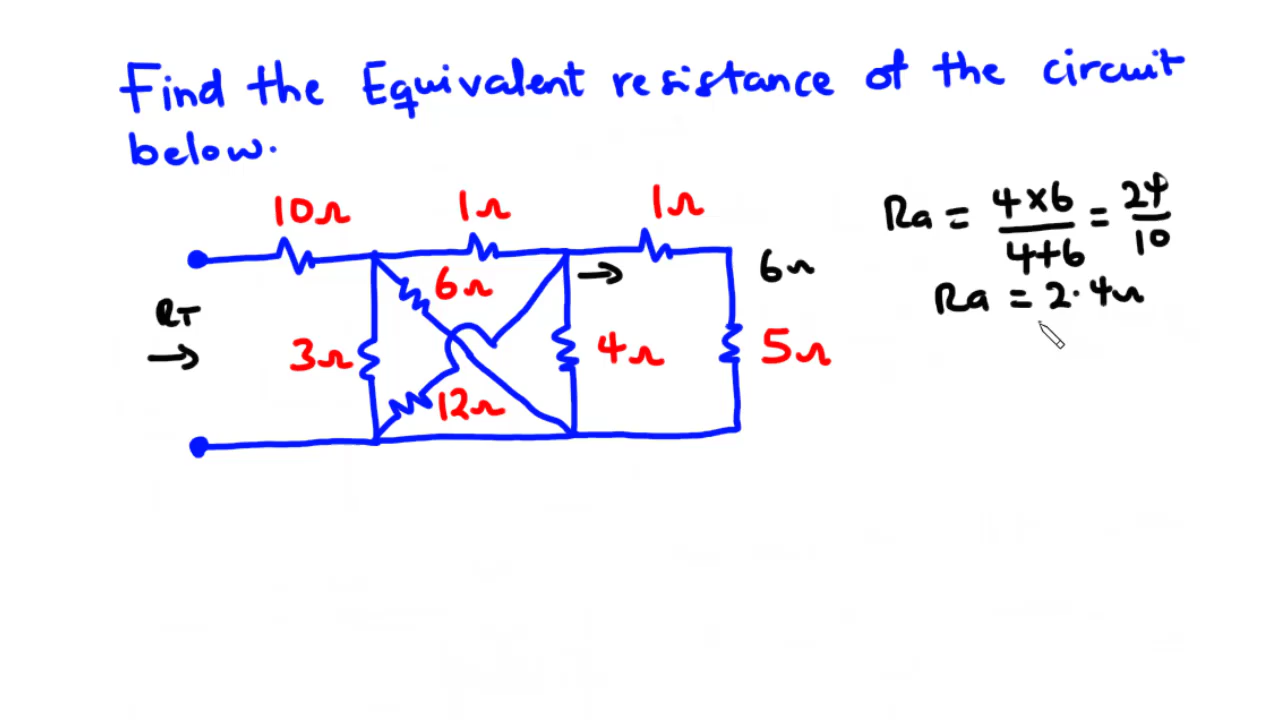 Find the Equivalent resistance of the circuit
below.
10Ω 1Ω 1Ω
Ra = 4×6/4+6 = 24/10
6Ω 6Ω
Ra = 2.4Ω
RT
3Ω 4Ω 5Ω
12Ω